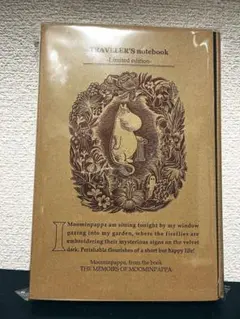 TRAVELER'S notebook
-Limited edition-
I Moominpappa am sitting tonight by my window
gazing into my garden, where the fireflies are
embroidering their mysterious signs on the velvet
dark. Perishable flourishes of a short but happy life!
Moominpappa, from the book
THE MEMOIRS OF MOOMINPAPPA